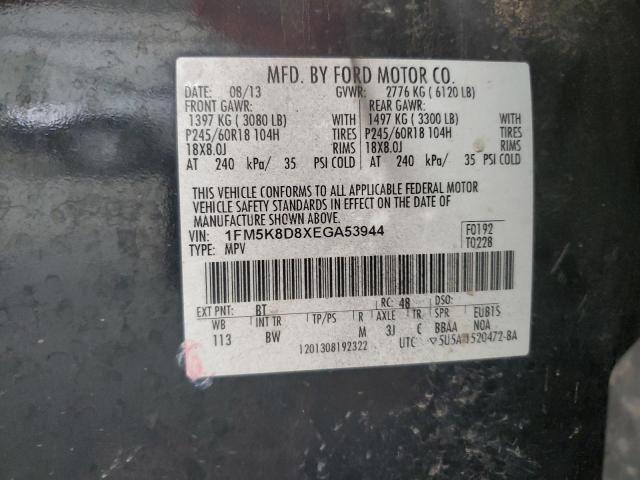 MFD. BY FORD MOTOR CO.
DATE: 08/13 GVWR: 2776 KG ( 6120 LB)
FRONT GAWR: REAR GAWR:
1397 KG ( 3080 LB) WITH 1497 KG ( 3300 LB) WITH
P245/60R18 104H TIRES P245/60R18 104H TIRES
18X8.0J RIMS 18X8.0J RIMS
AT 240 kPa/ 35 PSI COLD AT 240 kPa/ 35 PSI COLD
THIS VEHICLE CONFORMS TO ALL APPLICABLE FEDERAL MOTOR
VEHICLE SAFETY STANDARDS IN EFFECT ON THE DATE OF
MANUFACTURE SHOWN ABOVE.
VIN: 1FM5K8D8XEGA53944 F0192
TYPE: MPV T0228
EXT PNT: BT RC: 48 DSO:
WB INT TR TP/PS R AXLE TR SPR EUB1S
113 BW M 3J C BBAA N0A
1201308192322 UTC